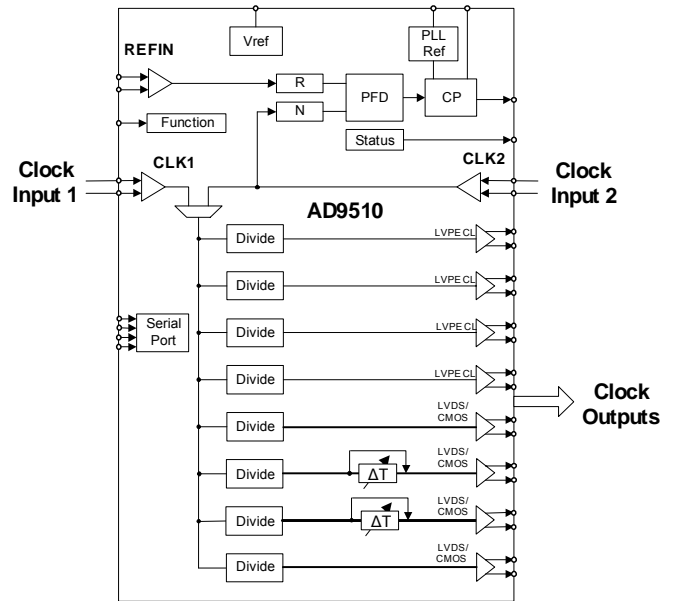 Vref
PLL
Ref
REFIN
R
PFD
CP
N
Function
Status
Clock
Input 1
CLK1
CLK2
Clock
Input 2
AD9510
Divide
LVPECL
Divide
LVPECL
Divide
LVPECL
Serial
Port
Divide
LVPECL
Clock
Outputs
Divide
LVDS/
CMOS
Divide
ΔT
LVDS/
CMOS
Divide
ΔT
LVDS/
CMOS
Divide
LVDS/
CMOS